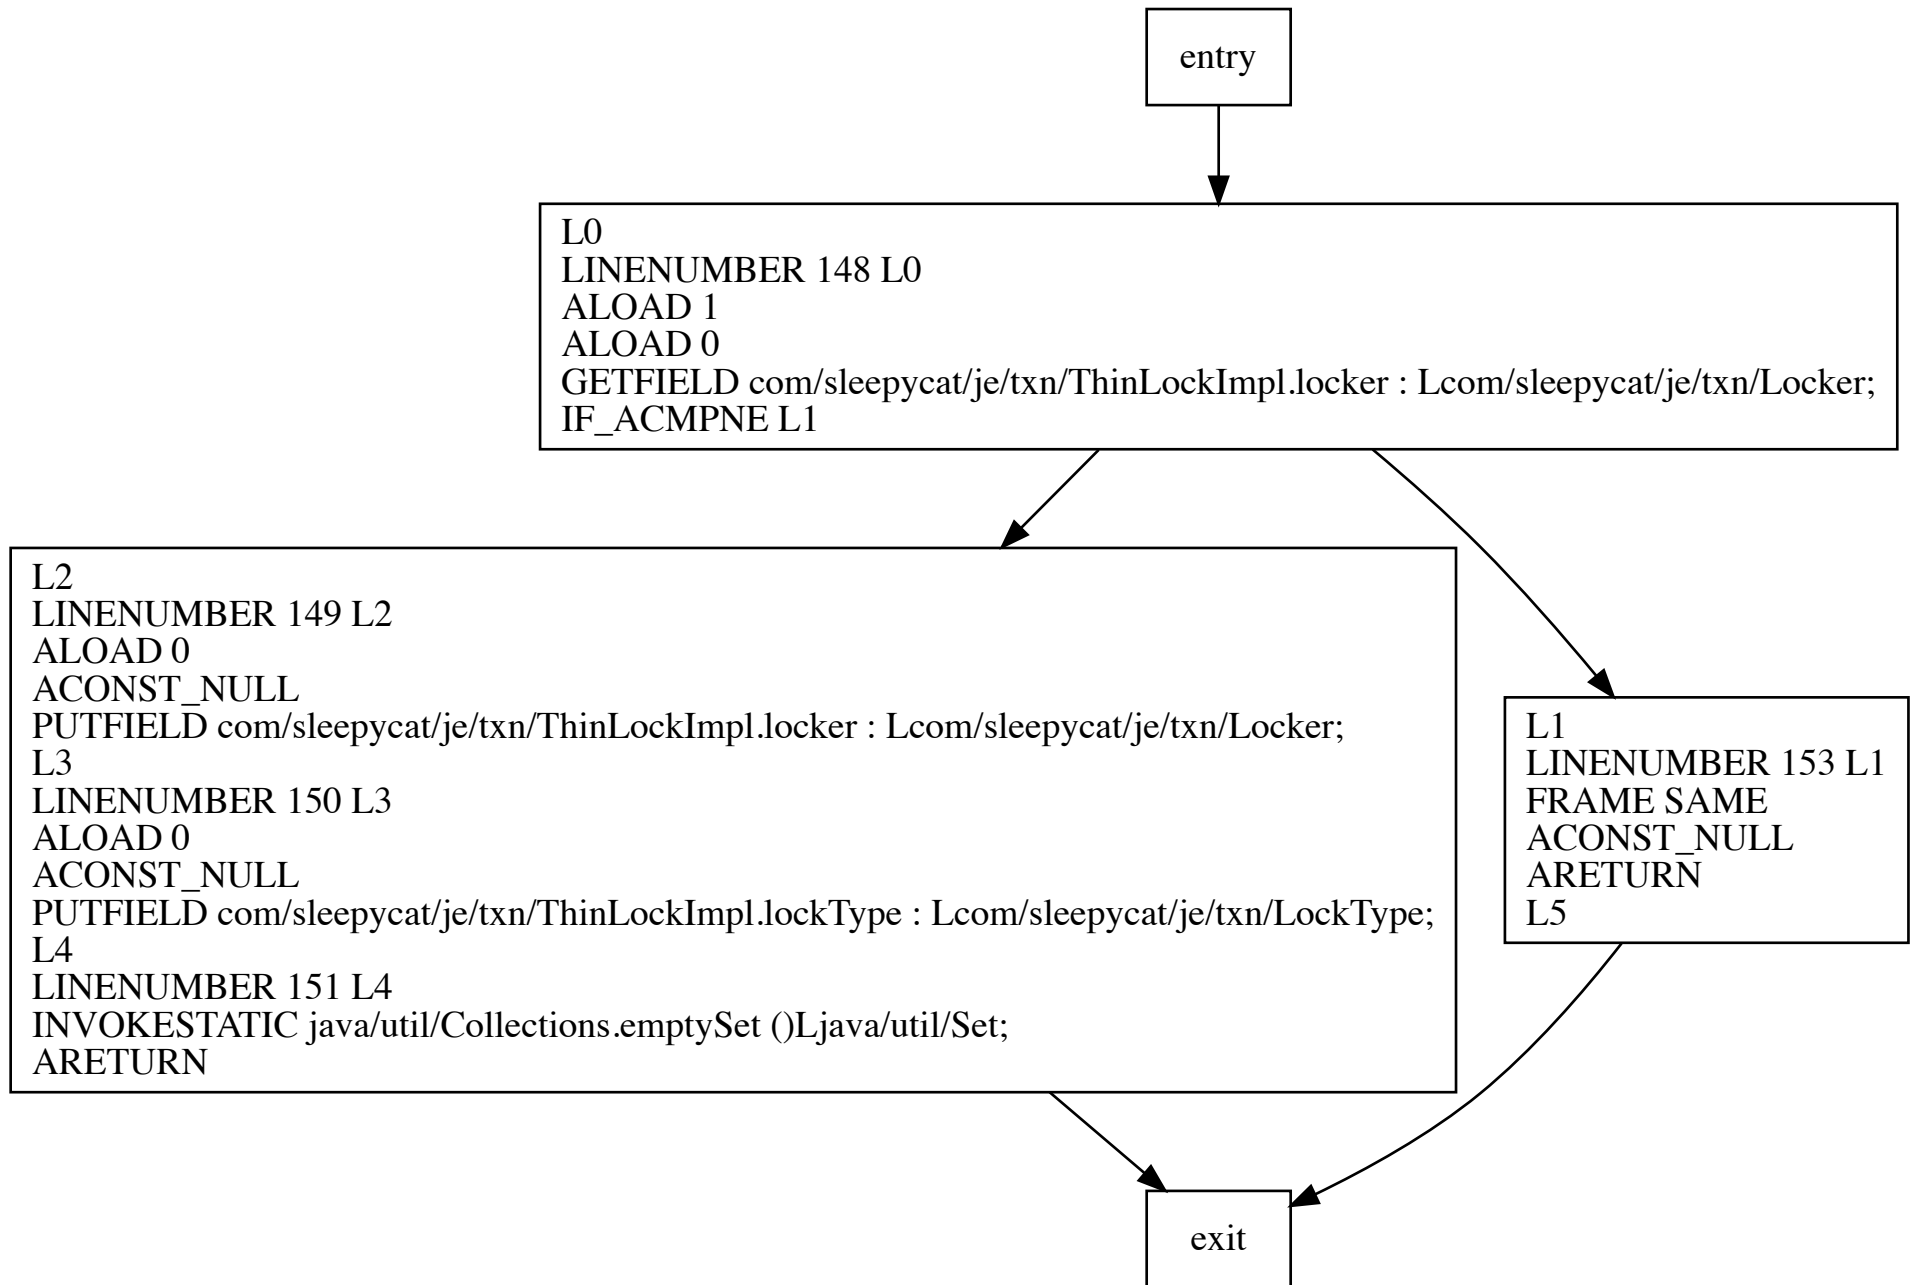 entry
L0
LINENUMBER 148 L0
ALOAD 1
ALOAD 0
GETFIELD com/sleepycat/je/txn/ThinLockImpl.locker : Lcom/sleepycat/je/txn/Locker;
IF_ACMPNE L1
L2
LINENUMBER 149 L2
ALOAD 0
ACONST_NULL
PUTFIELD com/sleepycat/je/txn/ThinLockImpl.locker : Lcom/sleepycat/je/txn/Locker;
L3
LINENUMBER 150 L3
ALOAD 0
ACONST_NULL
PUTFIELD com/sleepycat/je/txn/ThinLockImpl.lockType : Lcom/sleepycat/je/txn/LockType;
L4
LINENUMBER 151 L4
INVOKESTATIC java/util/Collections.emptySet ()Ljava/util/Set;
ARETURN
L1
LINENUMBER 153 L1
FRAME SAME
ACONST_NULL
ARETURN
L5
exit